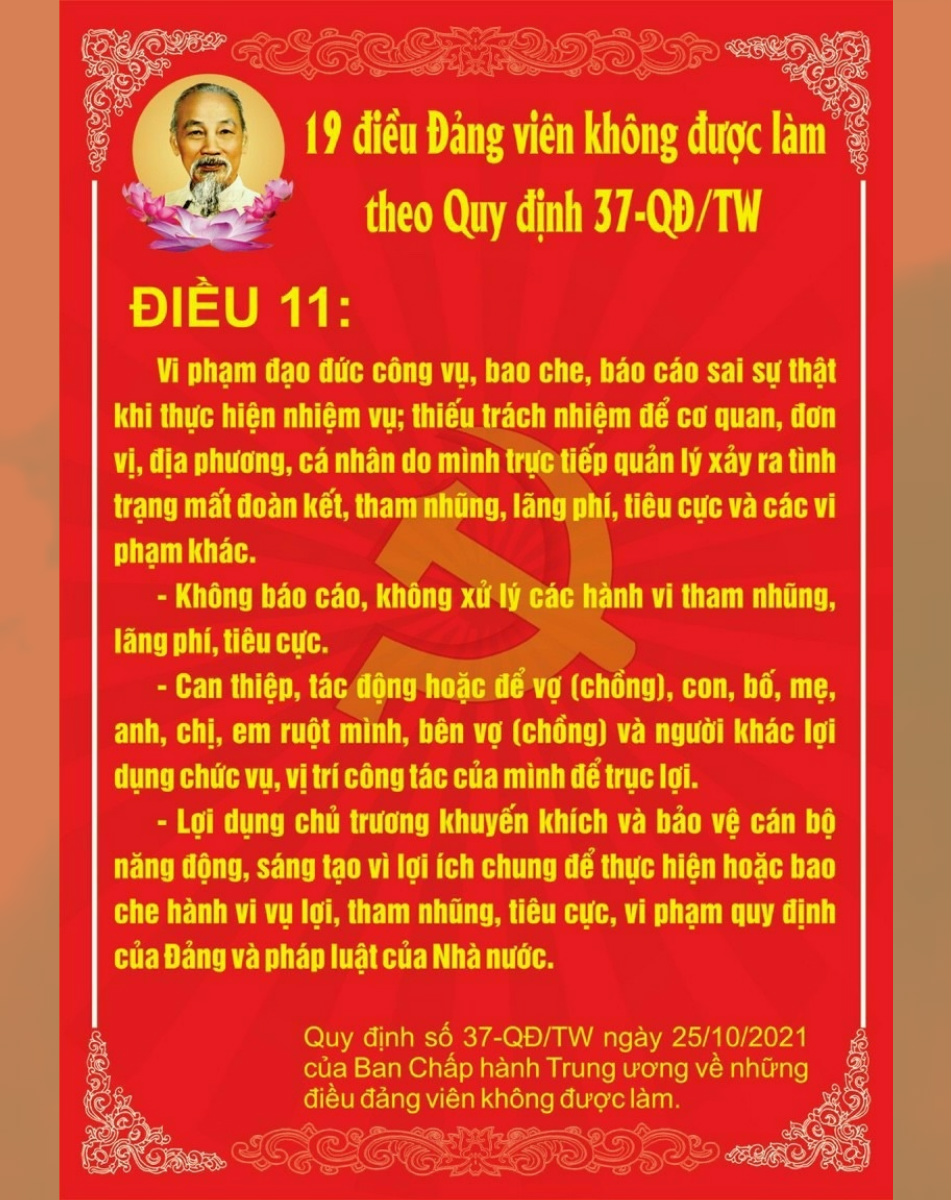 19 điều Đảng viên không được làm
theo Quy định 37-QĐ/TW
ĐIỀU 11:
Vi phạm đạo đức công vụ, bao che, báo cáo sai sự thật
khi thực hiện nhiệm vụ; thiếu trách nhiệm để cơ quan, đơn
vị, địa phương, cá nhân do mình trực tiếp quản lý xảy ra tình
trạng mất đoàn kết, tham nhũng, lãng phí, tiêu cực và các vi
phạm khác.
- Không báo cáo, không xử lý các hành vi tham nhũng,
lãng phí, tiêu cực.
- Can thiệp, tác động hoặc để vợ (chồng), con, bố, mẹ,
anh, chị, em ruột mình, bên vợ (chồng) và người khác lợi
dụng chức vụ, vị trí công tác của mình để trục lợi.
- Lợi dụng chủ trương khuyến khích và bảo vệ cán bộ
năng động, sáng tạo vì lợi ích chung để thực hiện hoặc bao
che hành vi vụ lợi, tham nhũng, tiêu cực, vi phạm quy định
của Đảng và pháp luật của Nhà nước.
Quy định số 37-QĐ/TW ngày 25/10/2021
của Ban Chấp hành Trung ương về những
điều đảng viên không được làm.